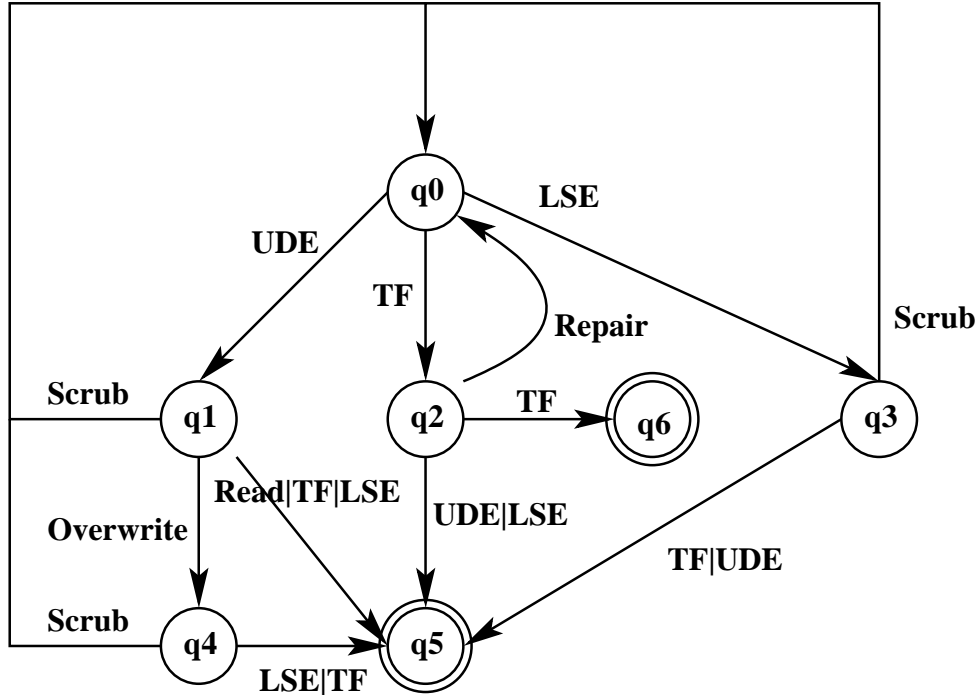 q0
LSE
UDE
TF
Repair
Scrub
Scrub
TF
q1
q2
q6
q3
Read|TF|LSE
UDE|LSE
Overwrite
TF|UDE
Scrub
q4
q5
LSE|TF